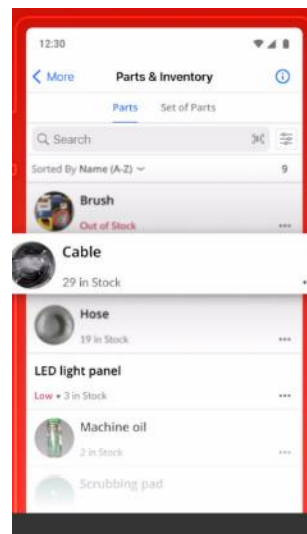 12:30
More Parts & Inventory
Parts Set of Parts
Search
Sorted By Name (A-Z) 9
Brush
Out of Stock
Cable
29 in Stock
Hose
19 in Stock
LED light panel
Low • 3 in Stock
Machine oil
2 in Stock
Scrubbing pad